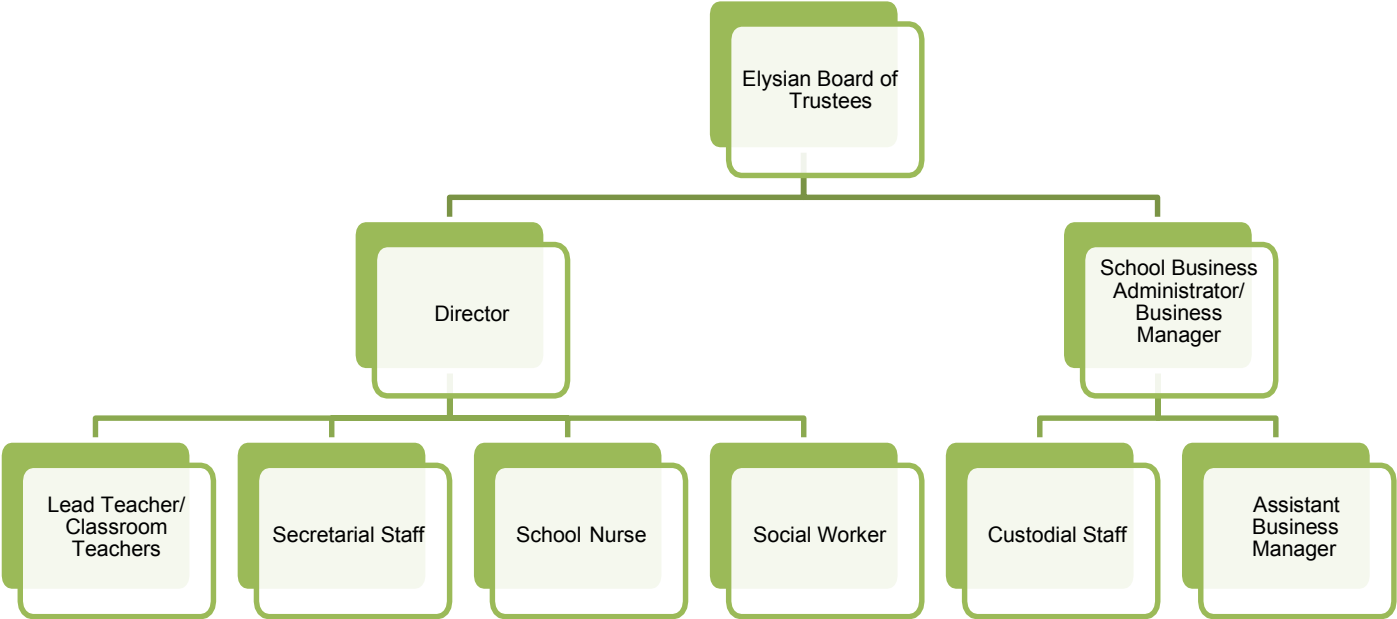 Elysian Board of
Trustees
Director
School Business
Administrator/
Business
Manager
Lead Teacher/
Classroom
Teachers
Secretarial Staff
School Nurse
Social Worker
Custodial Staff
Assistant
Business
Manager